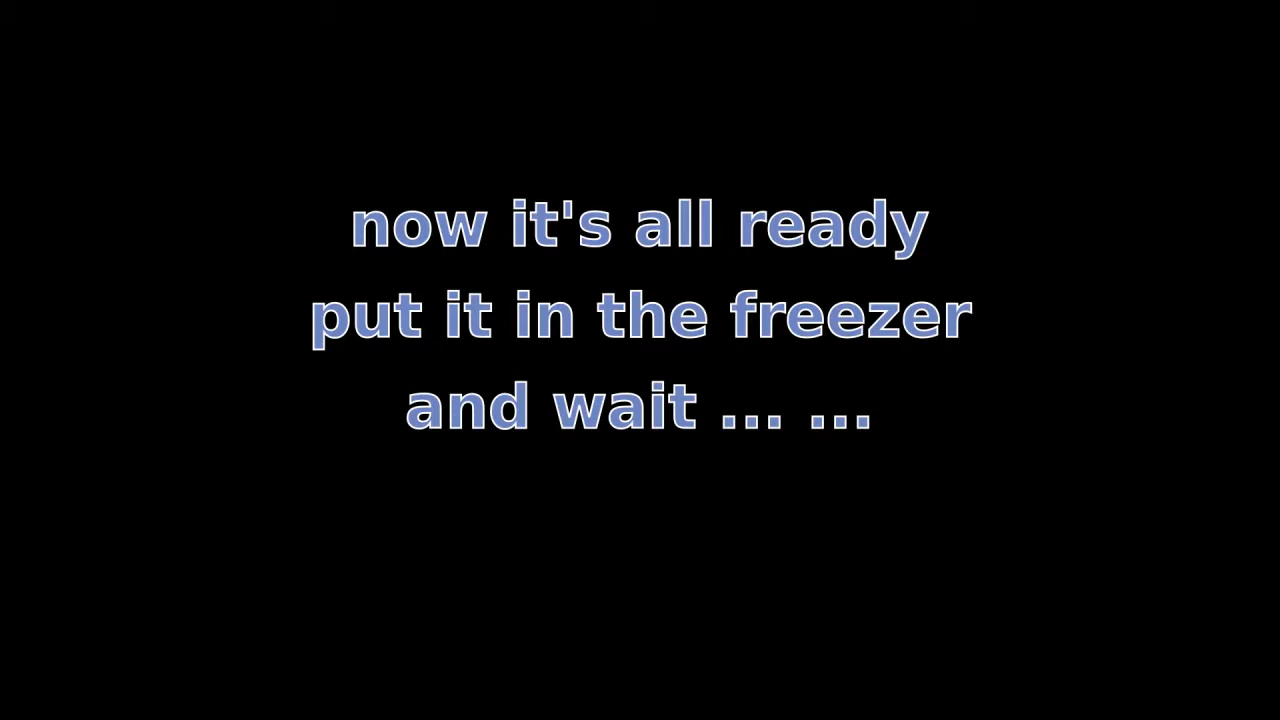 now it's all ready
put it in the freezer
and wait ... ...